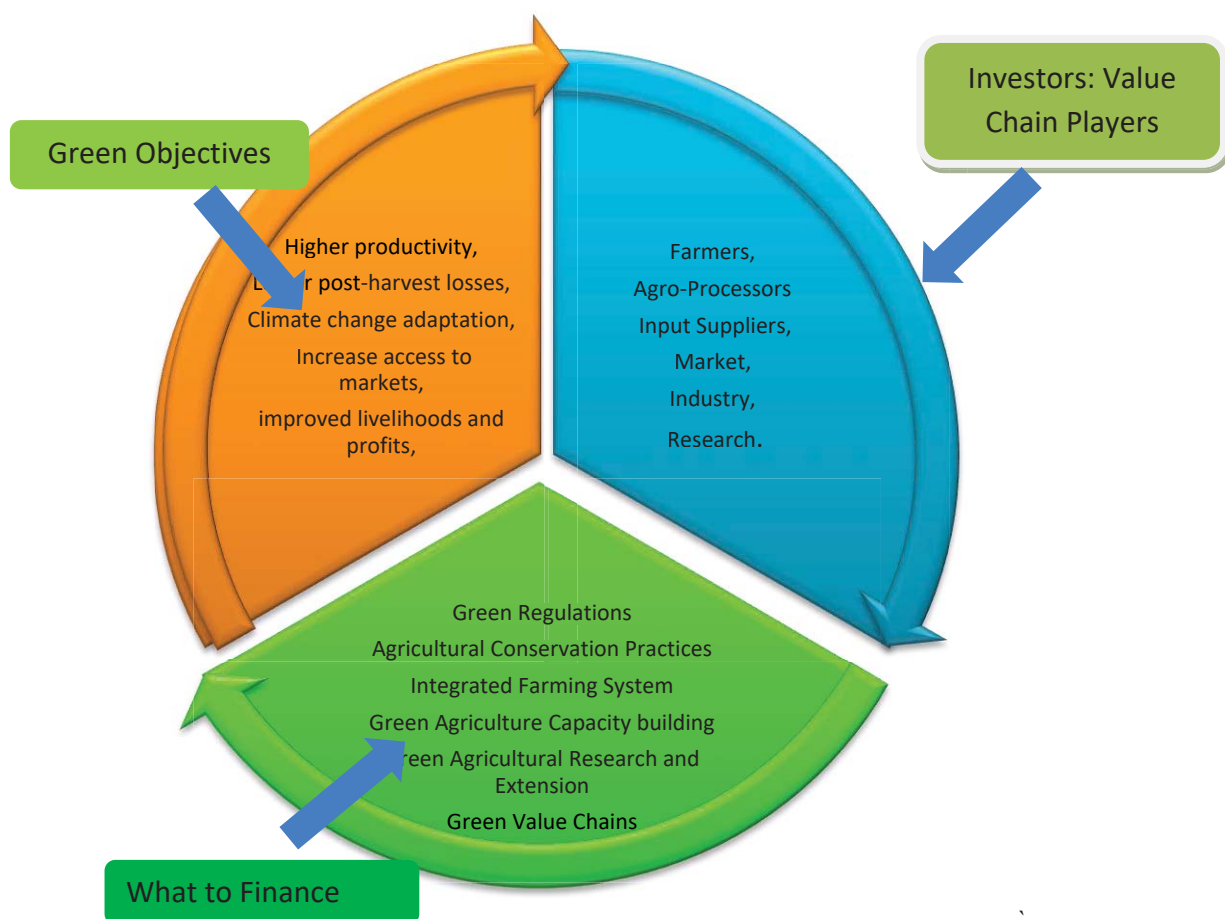 Green Objectives
Investors: Value
Chain Players
Higher productivity,
post-harvest losses,
Climate change adaptation,
Increase access to
markets,
improved livelihoods and
profits,
Farmers,
Agro-Processors
Input Suppliers,
Market,
Industry,
Research.
Green Regulations
Agricultural Conservation Practices
Integrated Farming System
Green Agriculture Capacity building
Green Agricultural Research and
Extension
Green Value Chains
What to Finance
`